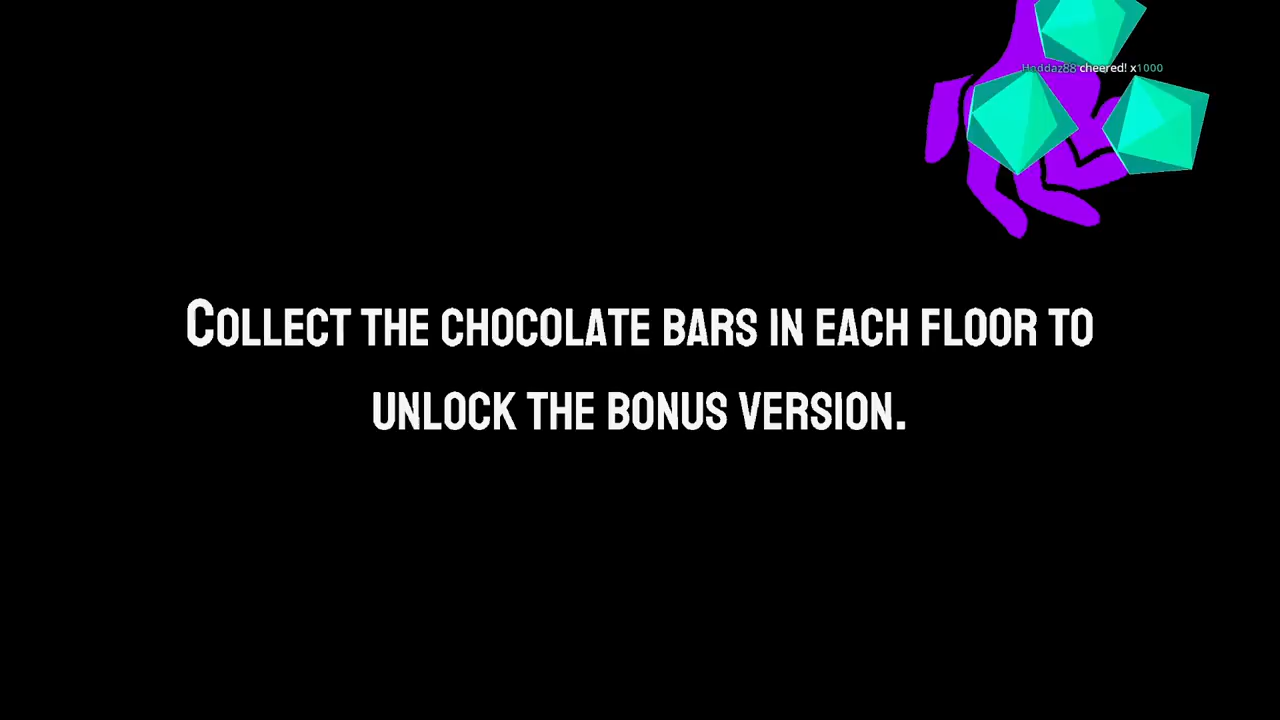 Haddaz88 cheered! x1000
Collect the chocolate bars in each floor to
unlock the bonus version.